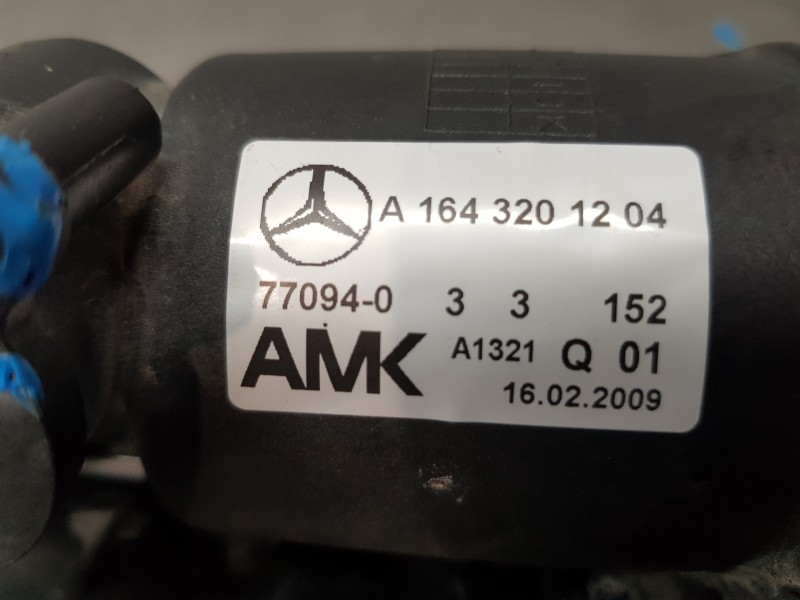 A 164 320 12 04
77094-0 3 3 152
AMK A1321 Q 01
16.02.2009